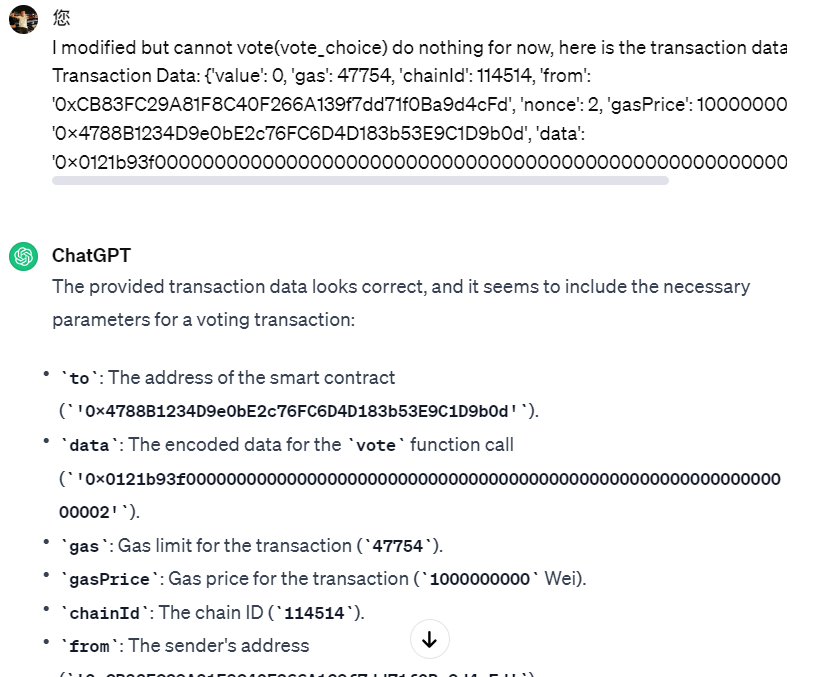 您
I modified but cannot vote(vote_choice) do nothing for now, here is the transaction data
Transaction Data: {'value': 0, 'gas': 47754, 'chainId': 114514, 'from':
'0xCB83FC29A81F8C40F266A139f7dd71f0Ba9d4cFd', 'nonce': 2, 'gasPrice': 10000000
'0x4788B1234D9e0bE2c76FC6D4D183b53E9C1D9b0d', 'data':
'0x0121b93f00000000000000000000000000000000000000000000000000000000
ChatGPT
The provided transaction data looks correct, and it seems to include the necessary
parameters for a voting transaction:
• `to`: The address of the smart contract
(`'0x4788B1234D9e0bE2c76FC6D4D183b53E9C1D9b0d'`).
• `data`: The encoded data for the `vote` function call
(`'0x0121b93f00000000000000000000000000000000000000000000000000000000000
00002'`).
• `gas`: Gas limit for the transaction (`47754`).
• `gasPrice`: Gas price for the transaction (`1000000000` Wei).
• `chainId`: The chain ID (`114514`).
• `from`: The sender's address